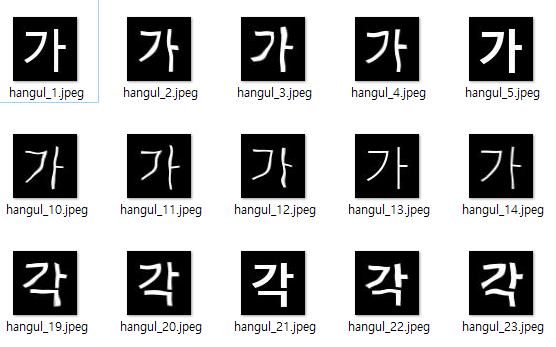 가 가 가 가 가
hangul_1.jpeg hangul_2.jpeg hangul_3.jpeg hangul_4.jpeg hangul_5.jpeg
가 가 가 가 가
hangul_10.jpeg hangul_11.jpeg hangul_12.jpeg hangul_13.jpeg hangul_14.jpeg
각 각 각 각 각
hangul_19.jpeg hangul_20.jpeg hangul_21.jpeg hangul_22.jpeg hangul_23.jpeg